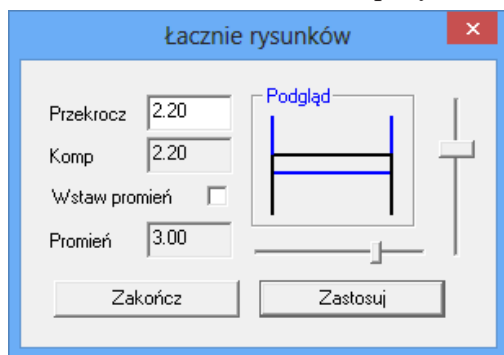 Łacznie rysunków
Przekrocz 2.20
Podgląd
Komp 2.20
Wstaw promień
Promień 3.00
Zakończ Zastosuj